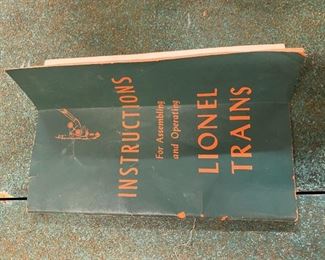 INSTRUCTIONS
For Assembling
and Operating
LIONEL
TRAINS